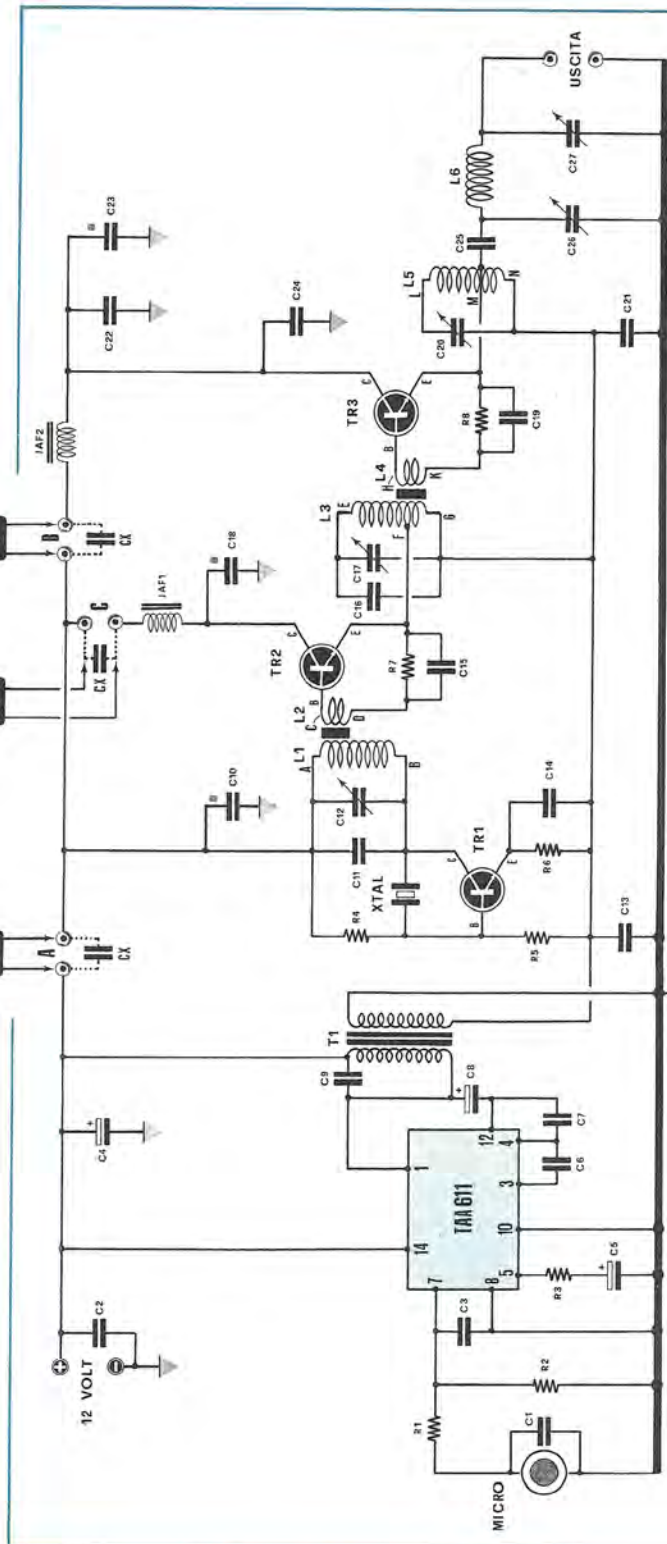 12 VOLT
+
-
C2
C4
+
A
CX
C10
C
CX
JAF1
C18
B
CX
JAF2
C22
C23
C24
MICRO
C1
R1
R2
C3
7
14
1
8
TAA611
12
5
10
3
4
R3
C5
+
C6
C7
C8
+
C9
T1
R4
R5
XTAL
C11
C12
A
L1
B
C
L2
D
TR1
B
C
E
R6
C14
C13
TR2
B
C
E
R7
C15
C16
C17
L3
E
F
G
H
L4
K
TR3
B
C
E
R8
C19
C20
L
L5
M
N
C21
C25
L6
C26
C27
USCITA